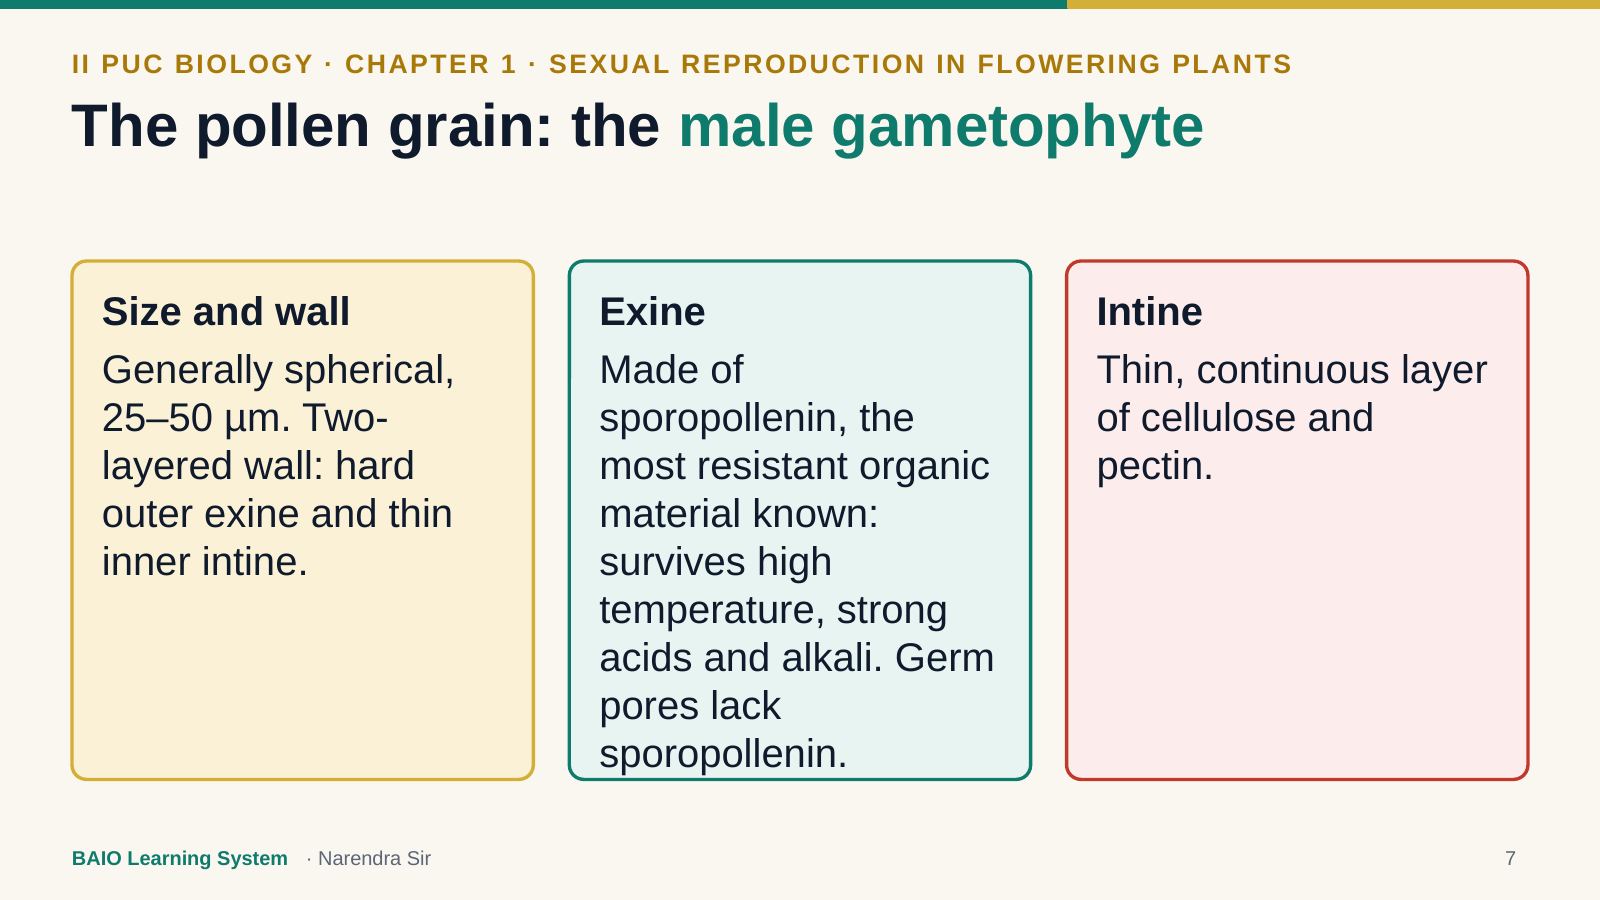 II PUC BIOLOGY · CHAPTER 1 · SEXUAL REPRODUCTION IN FLOWERING PLANTS
The pollen grain: the male gametophyte
Size and wall
Generally spherical,
25–50 µm. Two-
layered wall: hard
outer exine and thin
inner intine.
Exine
Made of
sporopollenin, the
most resistant organic
material known:
survives high
temperature, strong
acids and alkali. Germ
pores lack
sporopollenin.
Intine
Thin, continuous layer
of cellulose and
pectin.
BAIO Learning System · Narendra Sir
7